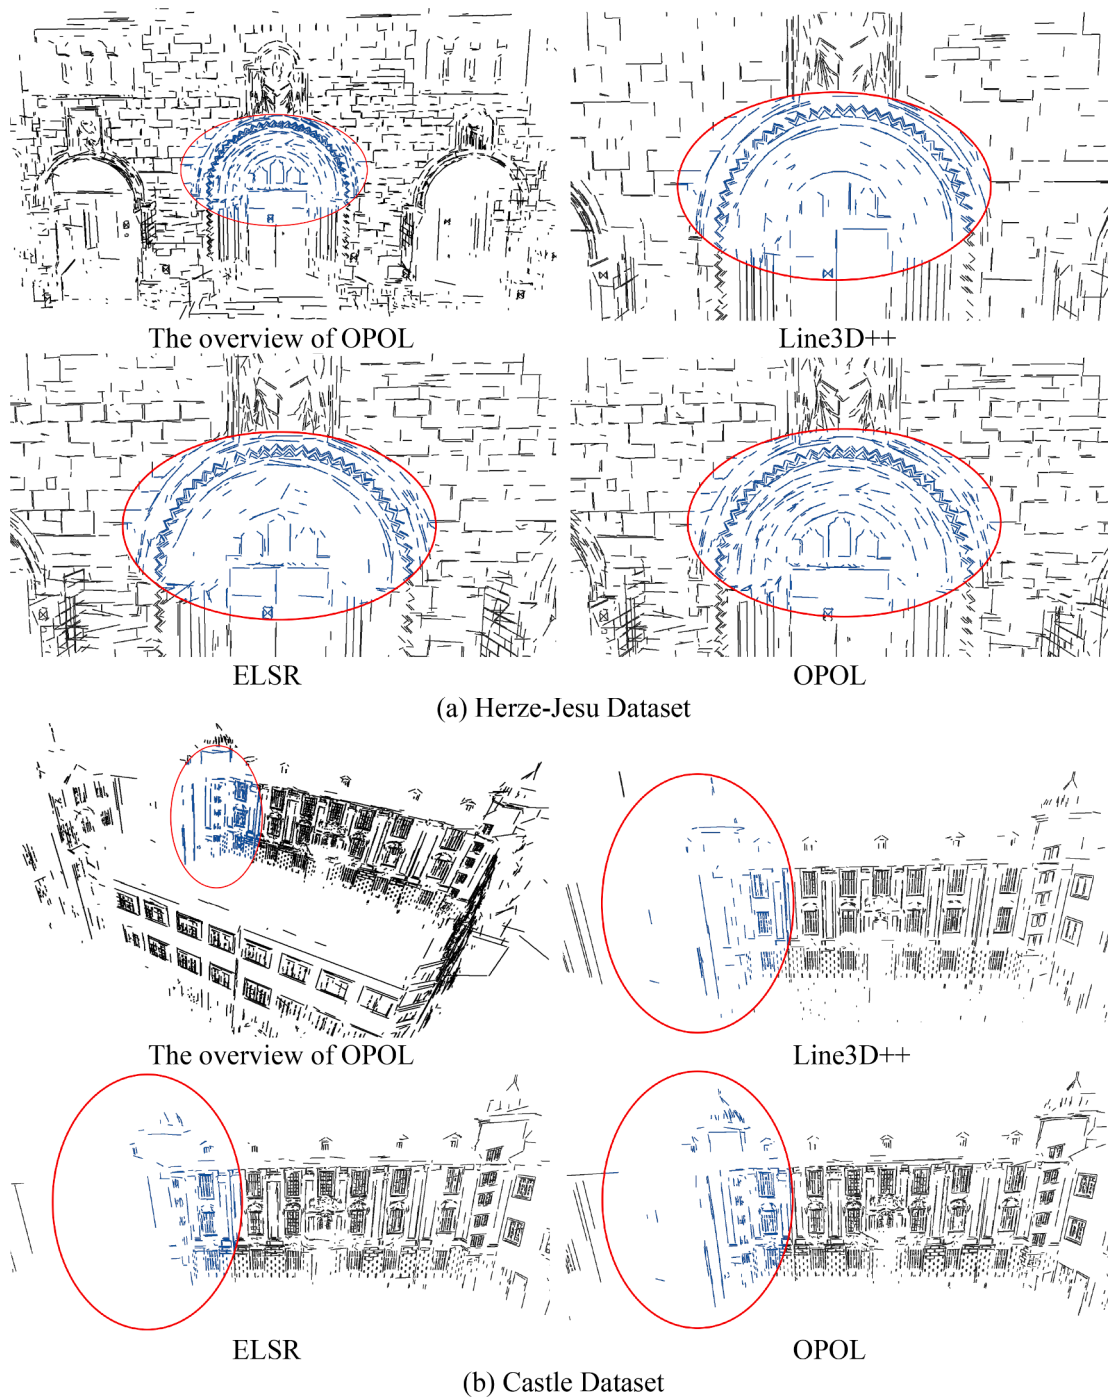 The overview of OPOL
Line3D++
ELSR
OPOL
(a) Herze-Jesu Dataset
The overview of OPOL
Line3D++
ELSR
OPOL
(b) Castle Dataset